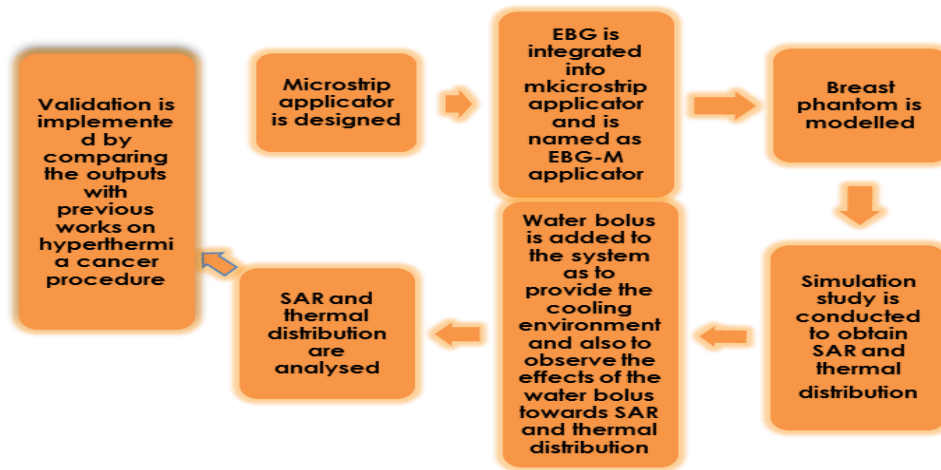 Microstrip
applicator
is designed
EBG is
integrated
into
mkicrostrip
applicator
and is
named as
EBG-M
applicator
Breast
phantom is
modelled
Simulation
study is
conducted
to obtain
SAR and
thermal
distribution
Water bolus
is added to
the system
as to
provide the
cooling
environment
and also to
observe the
effects of the
water bolus
towards SAR
and thermal
distribution
SAR and
thermal
distribution
are
analysed
Validation is
implemente
d by
comparing
the outputs
with
previous
works on
hyperthermi
a cancer
procedure